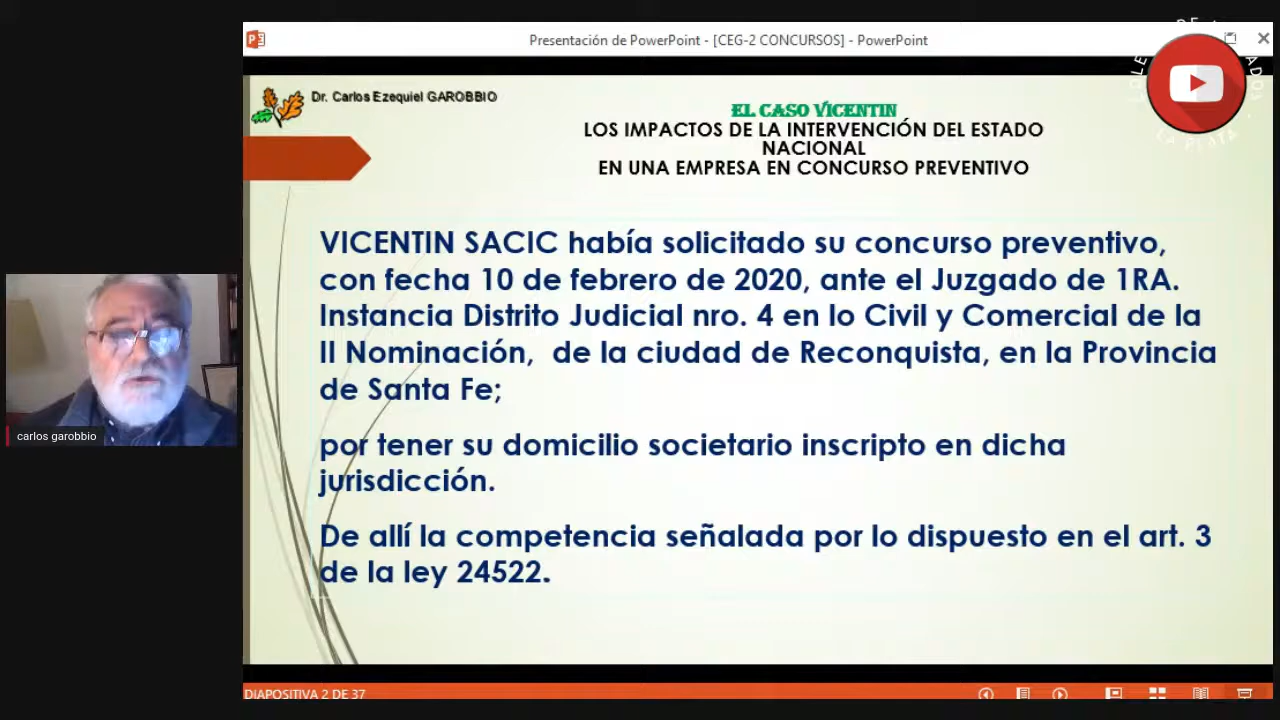 Presentación de PowerPoint - [CEG-2 CONCURSOS] - PowerPoint
Dr. Carlos Ezequiel GAROBBIO
EL CASO VICENTIN
LOS IMPACTOS DE LA INTERVENCIÓN DEL ESTADO
NACIONAL
EN UNA EMPRESA EN CONCURSO PREVENTIVO
VICENTIN SACIC había solicitado su concurso preventivo,
con fecha 10 de febrero de 2020, ante el Juzgado de 1RA.
Instancia Distrito Judicial nro. 4 en lo Civil y Comercial de la
II Nominación, de la ciudad de Reconquista, en la Provincia
de Santa Fe;
por tener su domicilio societario inscripto en dicha
jurisdicción.
De allí la competencia señalada por lo dispuesto en el art. 3
de la ley 24522.
carlos garobbio
DIAPOSITIVA 2 DE 37
LA PLATA